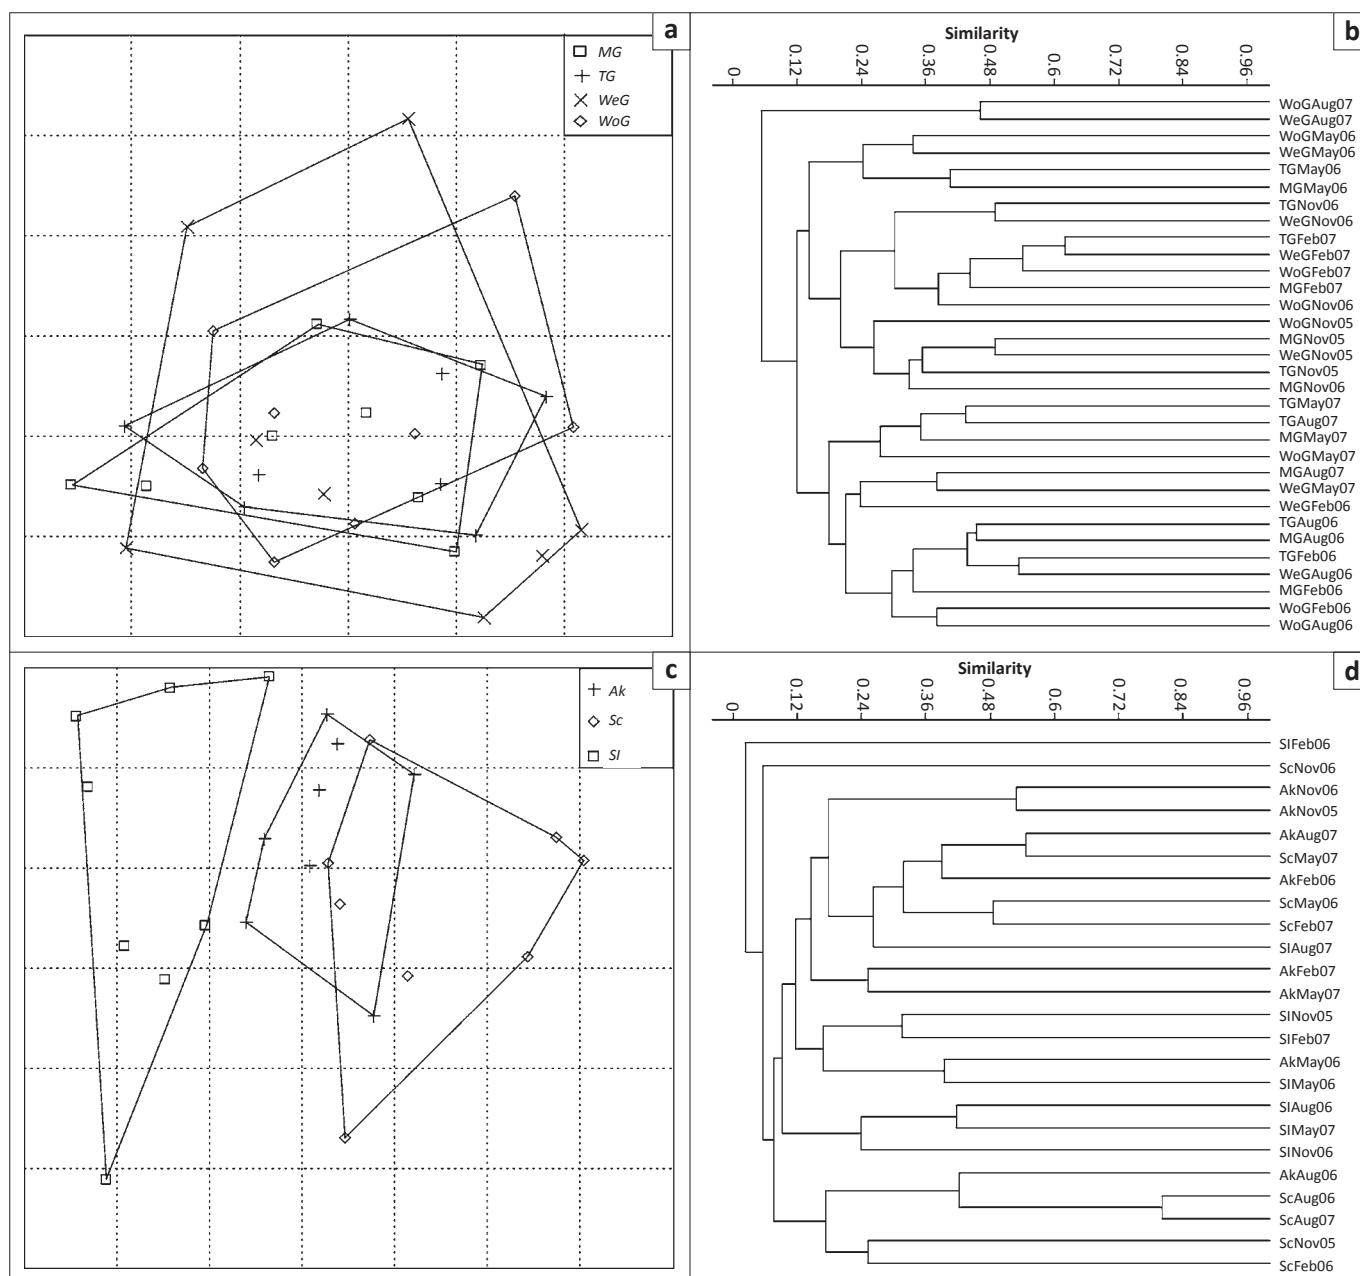 a
MG
TG
WeG
WoG
b
Similarity
0 0.12 0.24 0.36 0.48 0.6 0.72 0.84 0.96
WoGAug07
WeGAug07
WoGMay06
WeGMay06
TGMay06
MGMay06
TGNov06
WeGNov06
TGFeb07
WeGFeb07
WoGFeb07
MGFeb07
WoGNov06
WoGNov05
MGNov05
WeGNov05
TGNov05
MGNov06
TGMay07
TGAug07
MGMay07
WoGMay07
MGAug07
WeGMay07
WeGFeb06
TGAug06
MGAug06
TGFeb06
WeGAug06
MGFeb06
WoGFeb06
WoGAug06
c
Ak
Sc
SI
d
Similarity
0 0.12 0.24 0.36 0.48 0.6 0.72 0.84 0.96
SIFeb06
ScNov06
AkNov06
AkNov05
AkAug07
ScMay07
AkFeb06
ScMay06
ScFeb07
SIAug07
AkFeb07
AkMay07
SINov05
SIFeb07
AkMay06
SIMay06
SIAug06
SIMay07
SINov06
AkAug06
ScAug06
ScAug07
ScNov05
ScFeb06